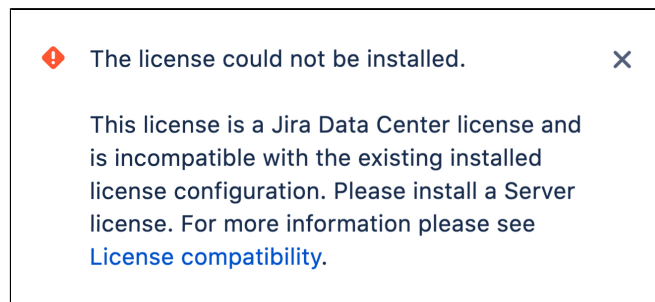 The license could not be installed.
This license is a Jira Data Center license and
is incompatible with the existing installed
license configuration. Please install a Server
license. For more information please see
License compatibility.